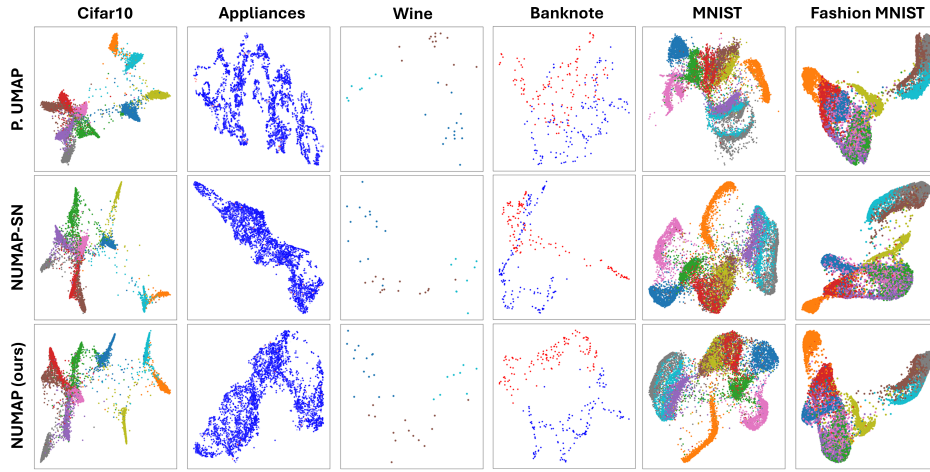 Cifar10 Appliances Wine Banknote MNIST Fashion MNIST
P. UMAP
NUMAP-SN
NUMAP (ours)